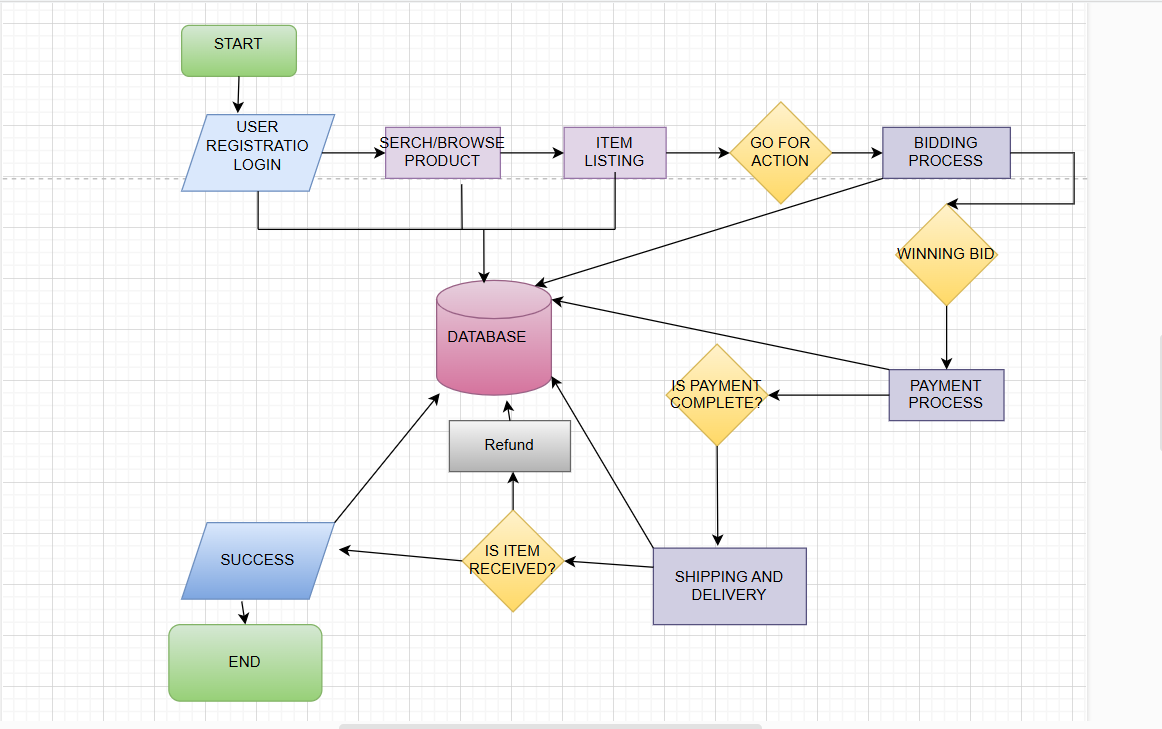 START
USER
REGISTRATIO
LOGIN
SERCH/BROWSE
PRODUCT
ITEM
LISTING
GO FOR
ACTION
BIDDING
PROCESS
WINNING BID
DATABASE
IS PAYMENT
COMPLETE?
PAYMENT
PROCESS
Refund
SUCCESS
IS ITEM
RECEIVED?
SHIPPING AND
DELIVERY
END